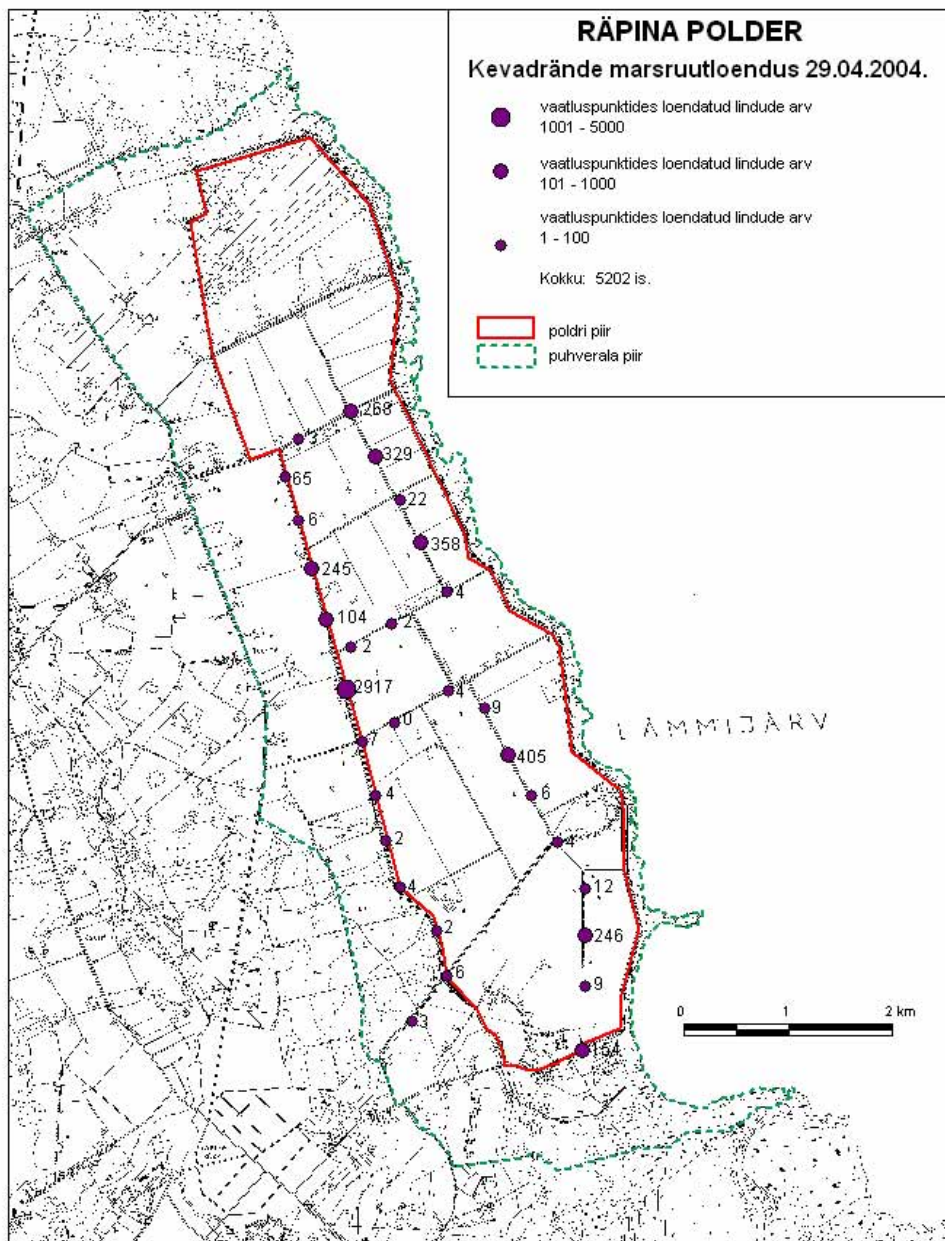 RÄPINA POLDER
Kevadrände marsruutloendus 29.04.2004.
vaatluspunktides loendatud lindude arv
1001 - 5000
vaatluspunktides loendatud lindude arv
101 - 1000
vaatluspunktides loendatud lindude arv
1 - 100
Kokku: 5202 is.
poldri piir
puhverala piir
268
3
329
65
22
6
358
245
4
104
2
2
2917
4
9
0
7
405
4
6
2
4
4
12
2
246
6
9
3
154
LÄMMIJÄRV
0 1 2 km